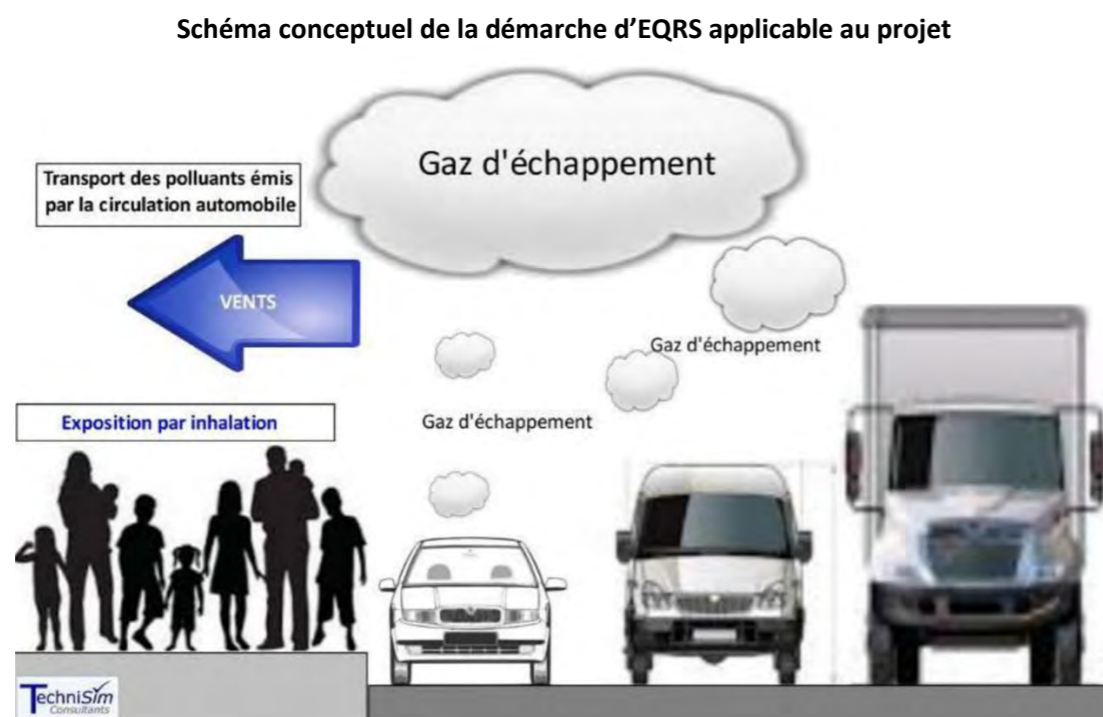 Schéma conceptuel de la démarche d'EQRS applicable au projet
Gaz d'échappement
Transport des polluants émis
par la circulation automobile
VENTS
Gaz d'échappement
Exposition par inhalation
Gaz d'échappement
TechniSim
Consultants